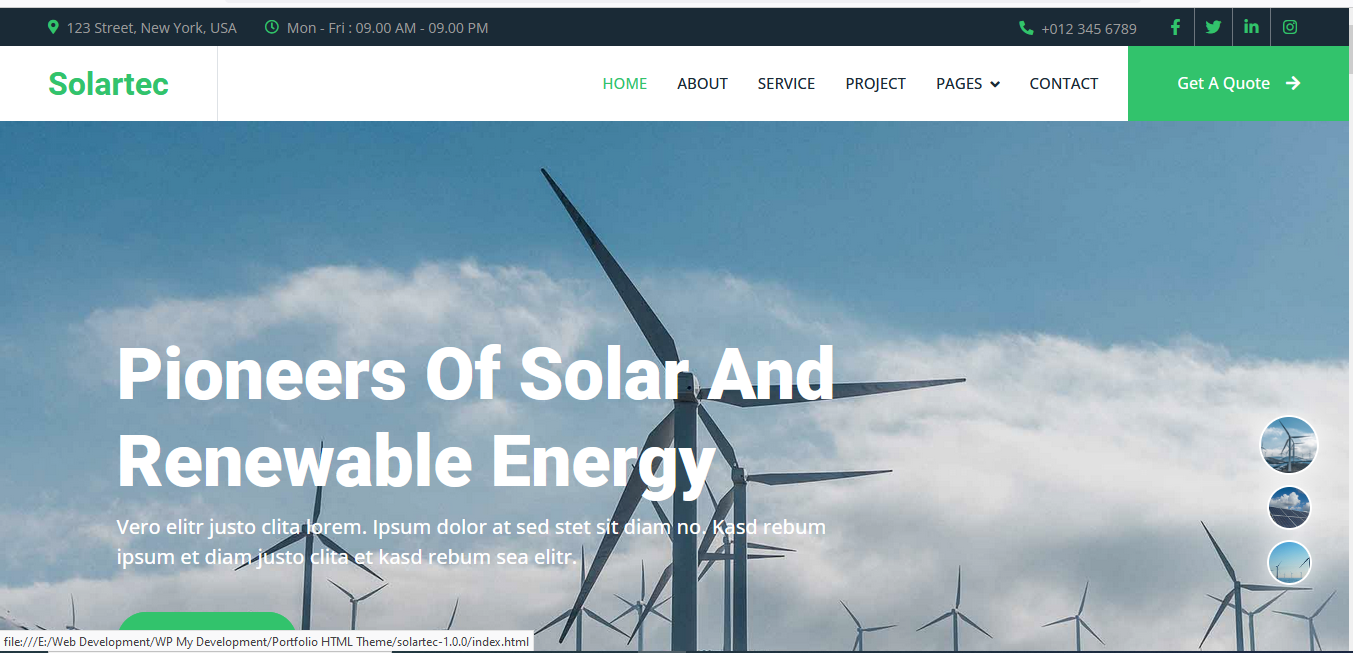 123 Street, New York, USA Mon - Fri : 09.00 AM - 09.00 PM +012 345 6789
Solartec HOME ABOUT SERVICE PROJECT PAGES CONTACT Get A Quote
Pioneers Of Solar And
Renewable Energy
Vero elitr justo clita lorem. Ipsum dolor at sed stet sit diam no. Kasd rebum
ipsum et diam justo clita et kasd rebum sea elitr.
file:///E:/Web Development/WP My Development/Portfolio HTML Theme/solartec-1.0.0/index.html